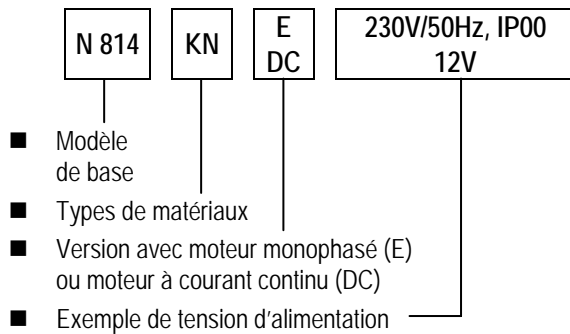 N 814
KN
E
DC
230V/50Hz, IP00
12V
■ Modèle
de base
■ Types de matériaux
■ Version avec moteur monophasé (E)
ou moteur à courant continu (DC)
■ Exemple de tension d'alimentation